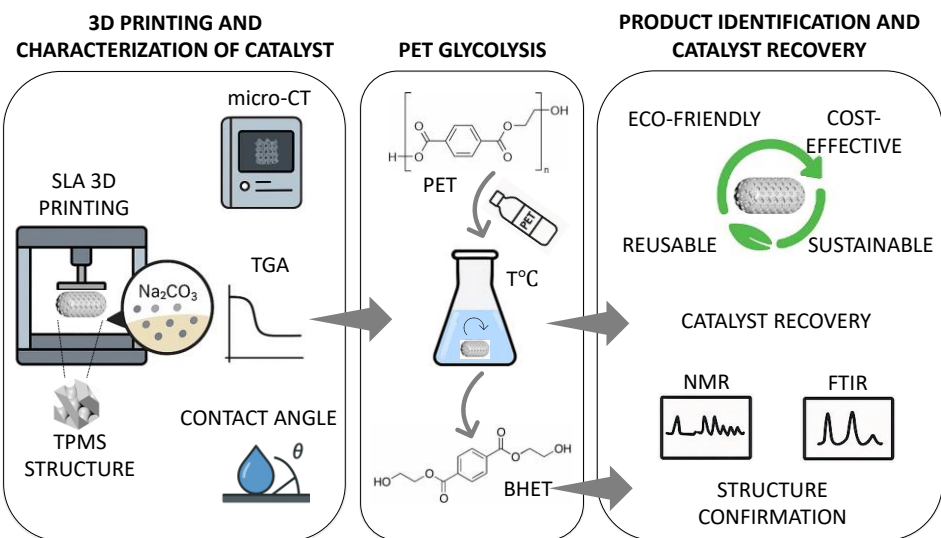 3D PRINTING AND
CHARACTERIZATION OF CATALYST
micro-CT
SLA 3D
PRINTING
Na₂CO₃
TGA
TPMS
STRUCTURE
CONTACT ANGLE
θ
PET GLYCOLYSIS
OH
O
O
O
H
O
n
PET
PET
T°C
O
OH
O
HO
O
O
BHET
PRODUCT IDENTIFICATION AND
CATALYST RECOVERY
ECO-FRIENDLY
COST-
EFFECTIVE
REUSABLE
SUSTAINABLE
CATALYST RECOVERY
NMR
FTIR
STRUCTURE
CONFIRMATION